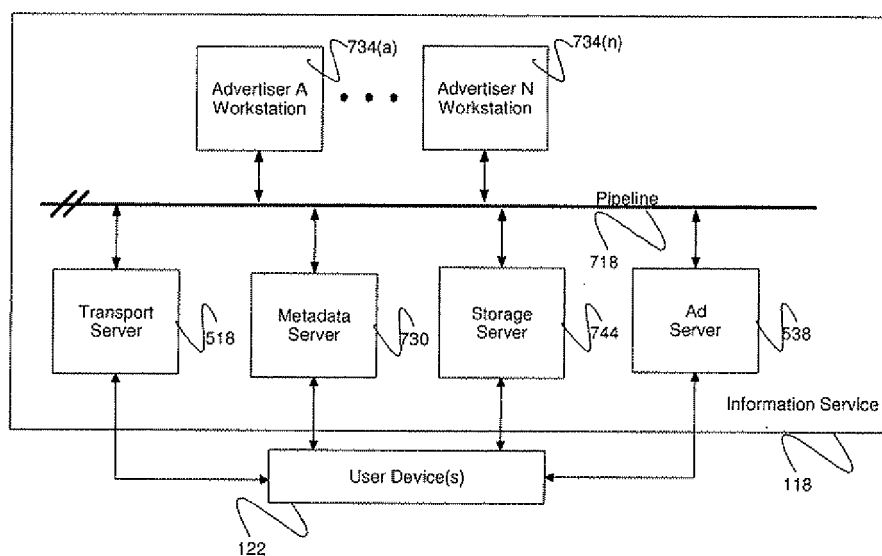 734(a)
734(n)
Advertiser A
Workstation
Advertiser N
Workstation
Pipeline
718
Transport
Server
518
Metadata
Server
730
Storage
Server
744
Ad
Server
538
Information Service
118
User Device(s)
122